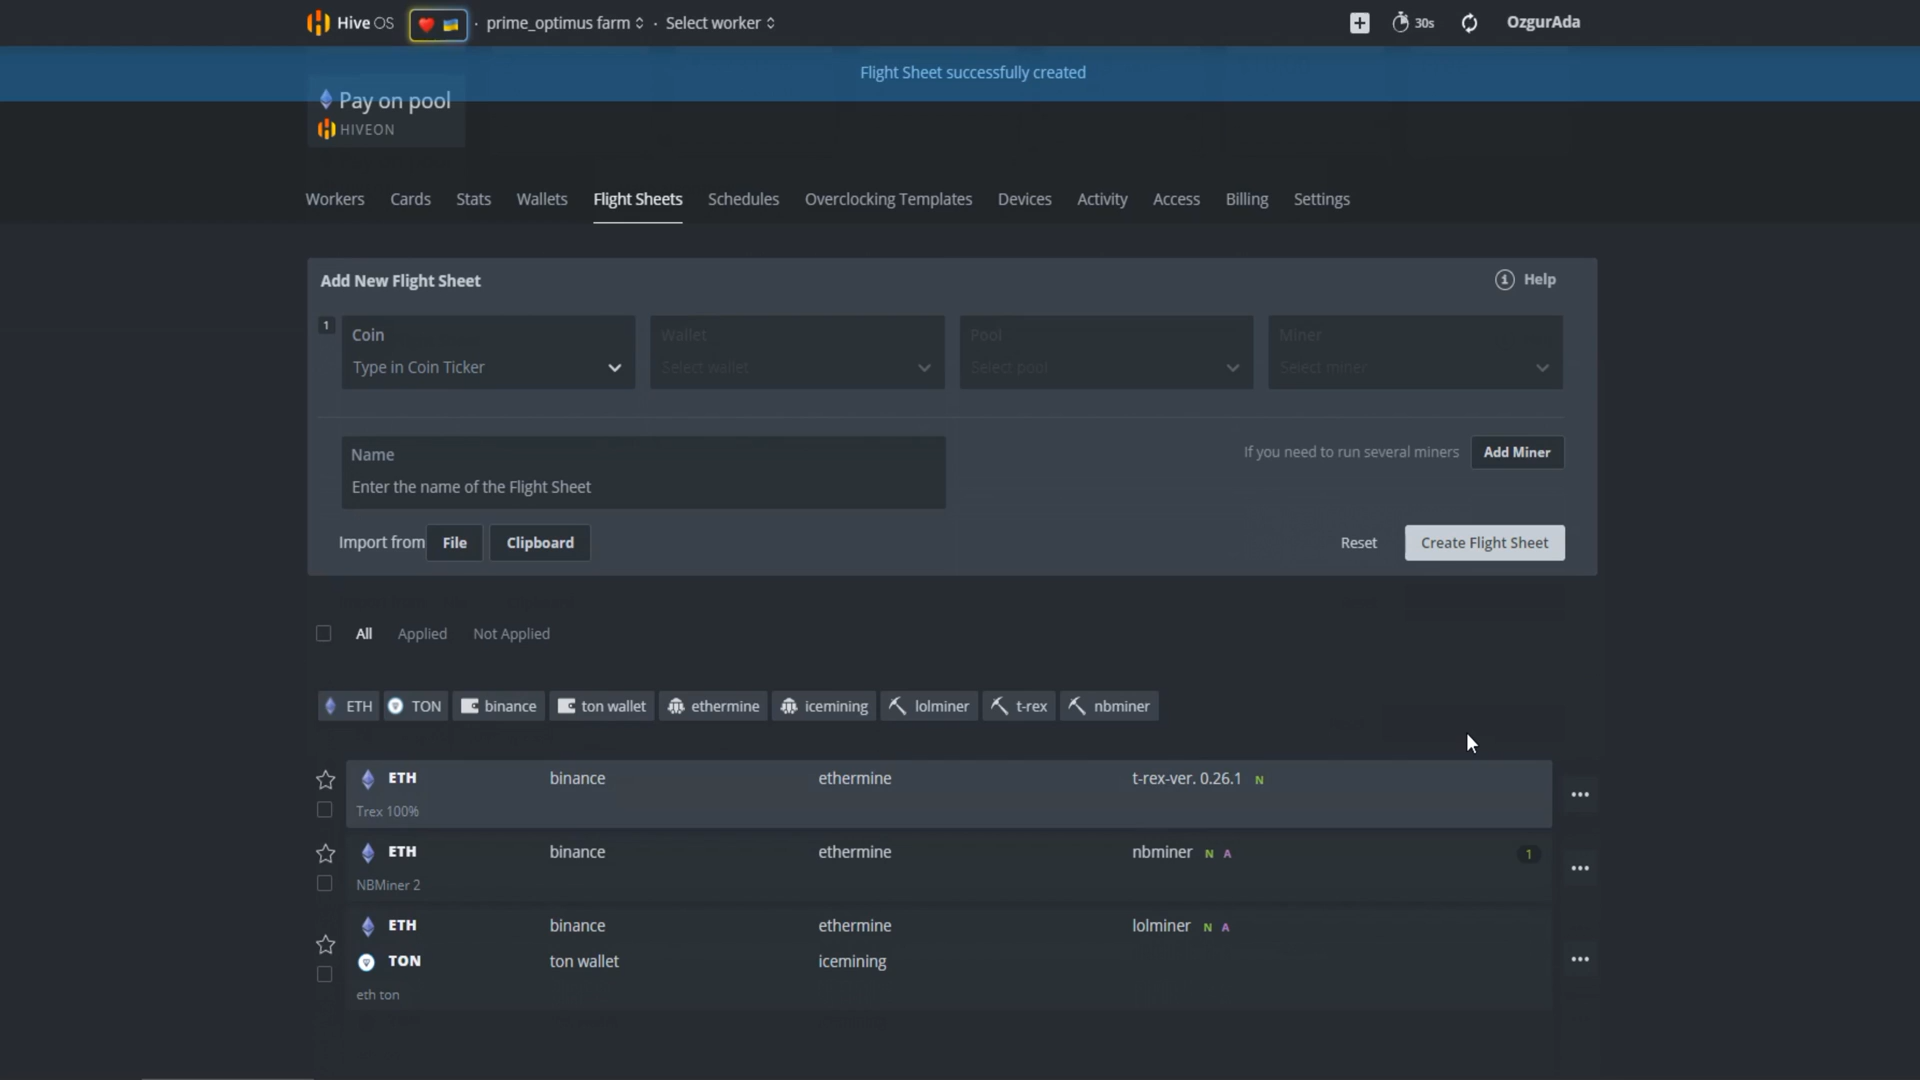 Hive OS · prime_optimus farm · Select worker 30s OzgurAda
Flight Sheet successfully created
Pay on pool
HIVEON
Workers Cards Stats Wallets Flight Sheets Schedules Overclocking Templates Devices Activity Access Billing Settings
Add New Flight Sheet Help
1 Coin Wallet Pool Miner
Type in Coin Ticker Select wallet Select pool Select miner
Name
Enter the name of the Flight Sheet
If you need to run several miners Add Miner
Import from File Clipboard Reset Create Flight Sheet
All Applied Not Applied
ETH TON binance ton wallet ethermine icemining lolminer t-rex nbminer
ETH binance ethermine t-rex-ver. 0.26.1 N
Trex 100%
ETH binance ethermine nbminer N A 1
NBMiner 2
ETH binance ethermine lolminer N A
TON ton wallet icemining
eth ton